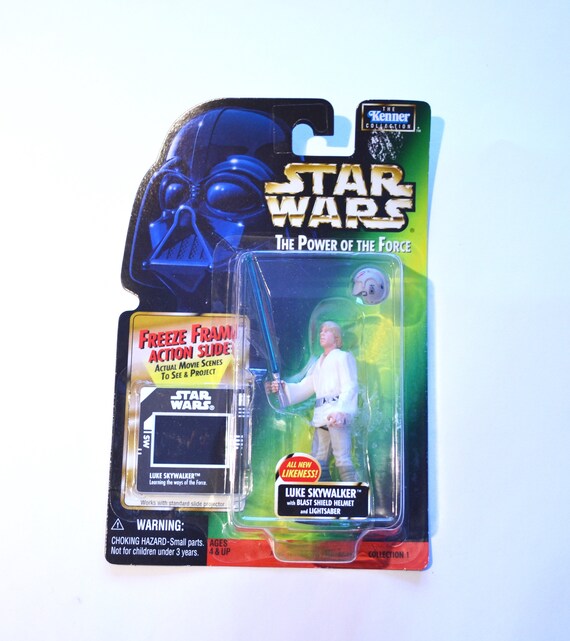 THE
Kenner
COLLECTION
STAR
WARS
THE POWER OF THE FORCE
FREEZE FRAM
ACTION SLIDE
ACTUAL MOVIE SCENES
TO SEE & PROJECT
STAR
WARS
SW
LUKE SKYWALKER™
Learning the ways of the Force.
Works with standard slide projector
ALL NEW
LIKENESS!
LUKE SKYWALKER™
with BLAST SHIELD HELMET
and LIGHTSABER
WARNING:
CHOKING HAZARD-Small parts.
Not for children under 3 years.
AGES
4 & UP
COLLECTION 1